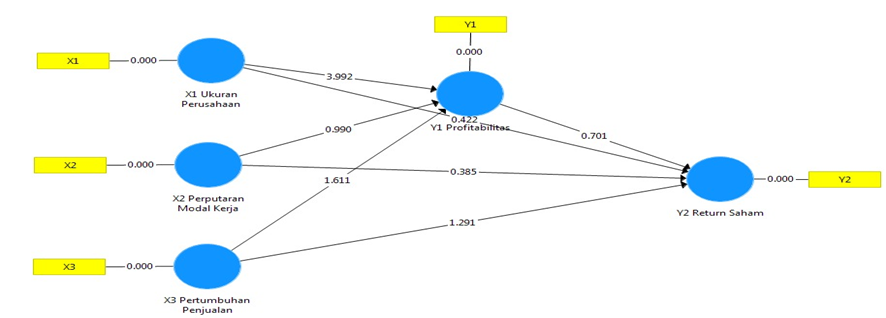 Y1
0.000
X1
0.000
X1 Ukuran
Perusahaan
3.992
0.422
Y1 Profitabilitas
0.990
0.701
X2
0.000
X2 Perputaran
Modal Kerja
0.385
0.000
Y2
Y2 Return Saham
1.611
1.291
X3
0.000
X3 Pertumbuhan
Penjualan